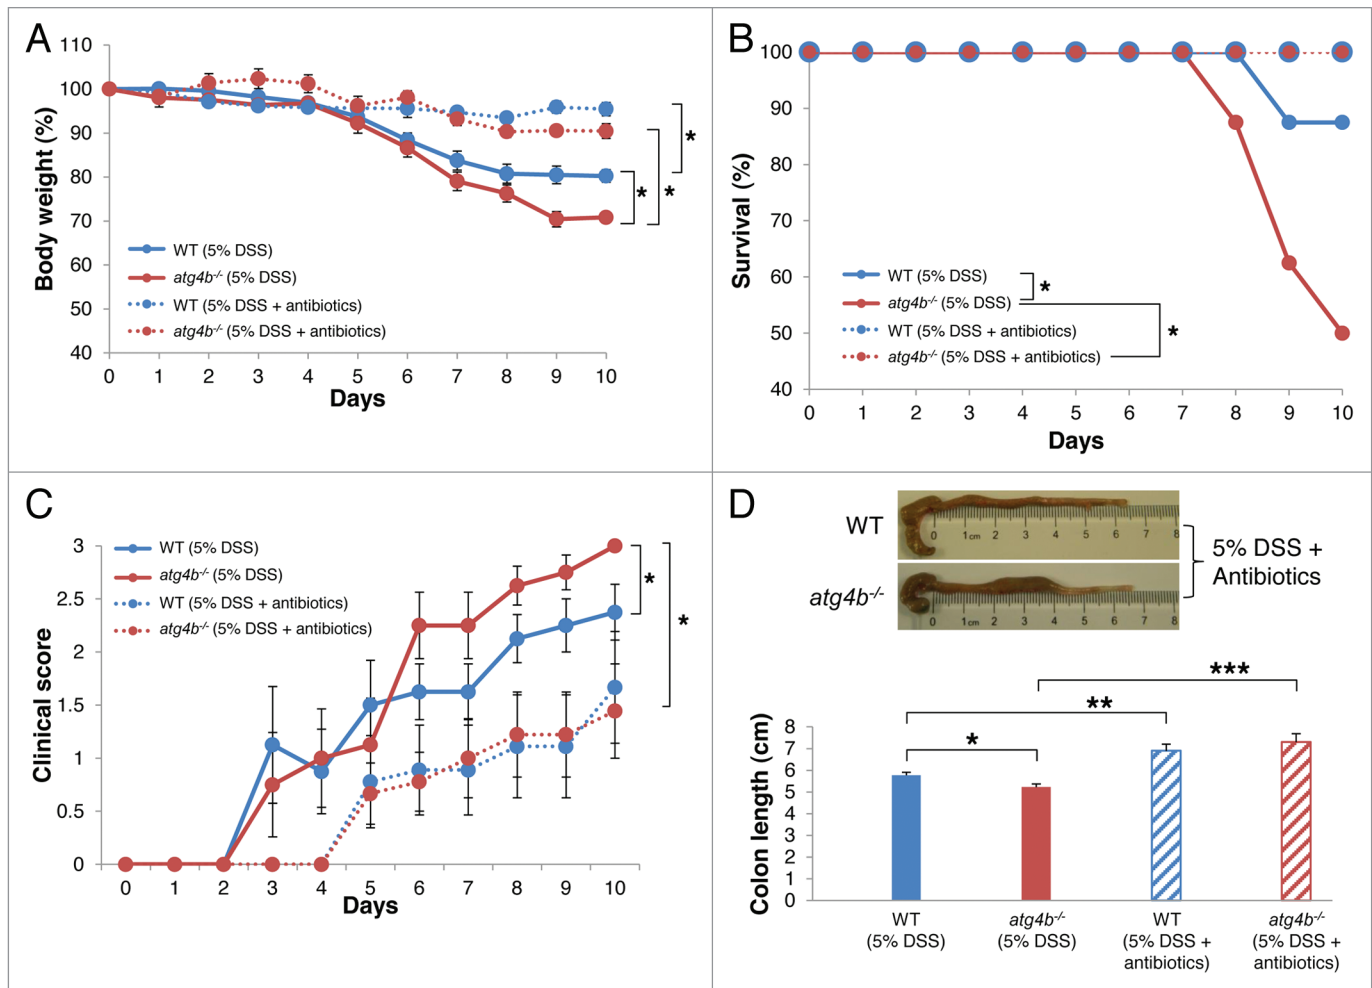 A
110
100
90
80
70
60
50
40
Body weight (%)
* * *
WT (5% DSS)
atg4b-/- (5% DSS)
WT (5% DSS + antibiotics)
atg4b-/- (5% DSS + antibiotics)
0 1 2 3 4 5 6 7 8 9 10
Days
B
100
90
80
70
60
50
40
Survival (%)
WT (5% DSS)
*
atg4b-/- (5% DSS)
WT (5% DSS + antibiotics)
*
atg4b-/- (5% DSS + antibiotics)
0 1 2 3 4 5 6 7 8 9 10
Days
C
3
2.5
2
1.5
1
0.5
0
Clinical score
WT (5% DSS)
atg4b-/- (5% DSS)
WT (5% DSS + antibiotics)
atg4b-/- (5% DSS + antibiotics)
* *
0 1 2 3 4 5 6 7 8 9 10
Days
D
WT
0 1cm 2 3 4 5 6 7 8
atg4b-/-
0 1cm 2 3 4 5 6 7 8
5% DSS +
Antibiotics
***
**
*
8
7
6
5
4
3
2
1
0
Colon length (cm)
WT
(5% DSS)
atg4b-/-
(5% DSS)
WT
(5% DSS +
antibiotics)
atg4b-/-
(5% DSS +
antibiotics)